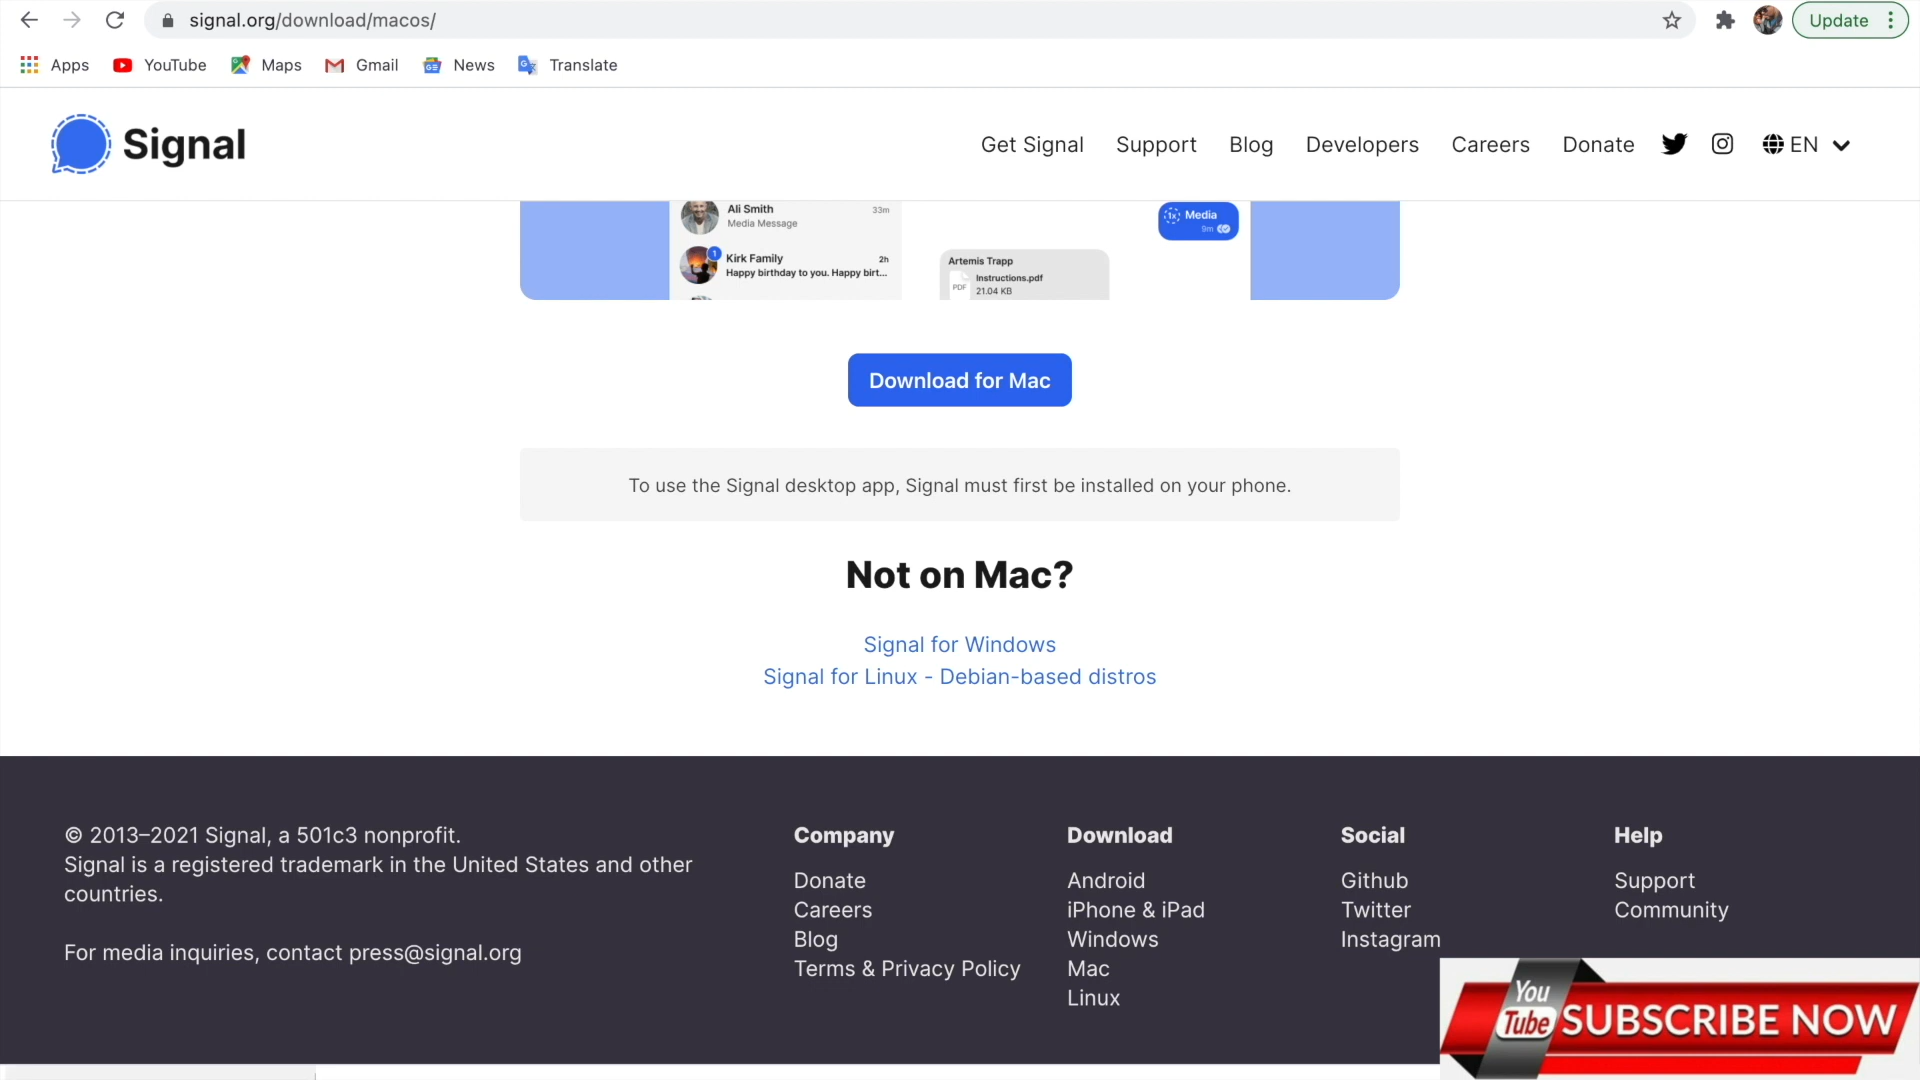 signal.org/download/macos/
Update
Apps
YouTube
Maps
Gmail
News
Translate
Signal
Get Signal
Support
Blog
Developers
Careers
Donate
EN
Ali Smith
33m
Media Message
1
Kirk Family
2h
Happy birthday to you. Happy birt...
1x
Media
9m
Artemis Trapp
PDF
Instructions.pdf
21.04 KB
Download for Mac
To use the Signal desktop app, Signal must first be installed on your phone.
Not on Mac?
Signal for Windows
Signal for Linux - Debian-based distros
© 2013–2021 Signal, a 501c3 nonprofit.
Signal is a registered trademark in the United States and other
countries.
For media inquiries, contact press@signal.org
Company
Donate
Careers
Blog
Terms & Privacy Policy
Download
Android
iPhone & iPad
Windows
Mac
Linux
Social
Github
Twitter
Instagram
Help
Support
Community
You
Tube
SUBSCRIBE NOW